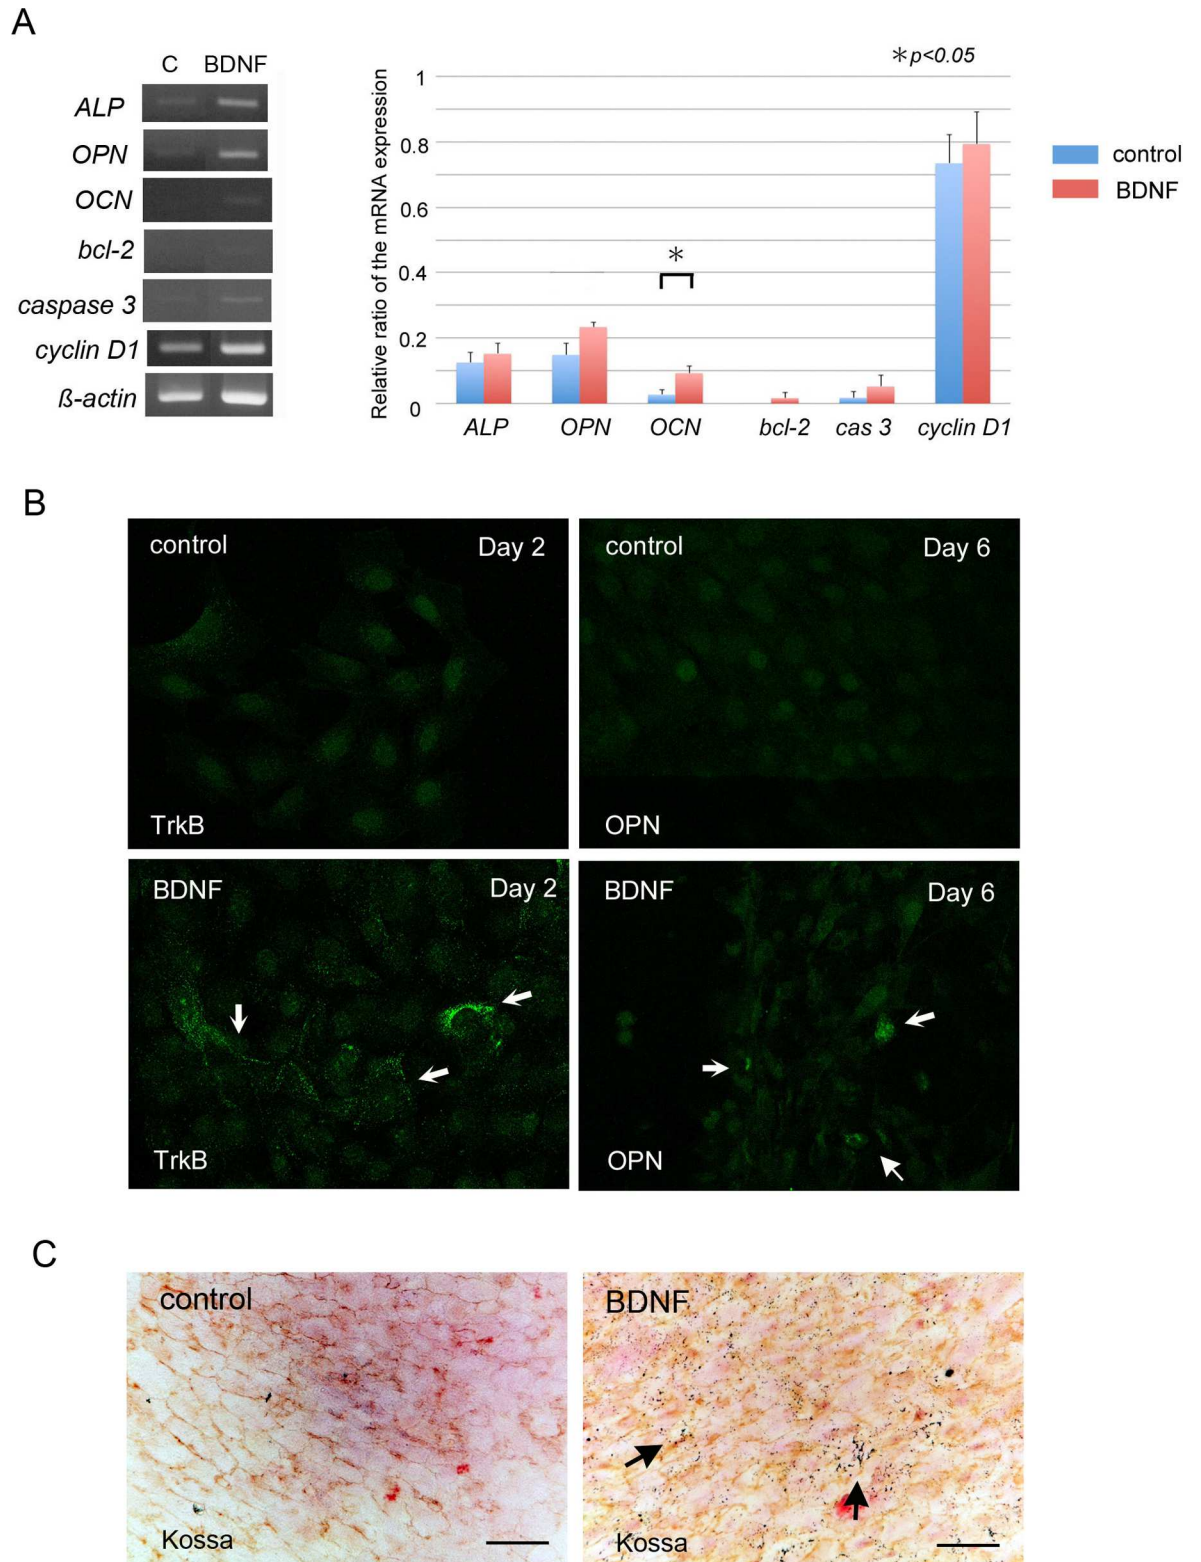 A
C BDNF
ALP
OPN
OCN
bcl-2
caspase 3
cyclin D1
ß-actin
Relative ratio of the mRNA expression
1
0.8
0.6
0.4
0.2
0
*
*p<0.05
ALP OPN OCN bcl-2 cas 3 cyclin D1
control
BDNF
B
control Day 2
TrkB
control Day 6
OPN
BDNF Day 2
TrkB
BDNF Day 6
OPN
C
control
Kossa
BDNF
Kossa